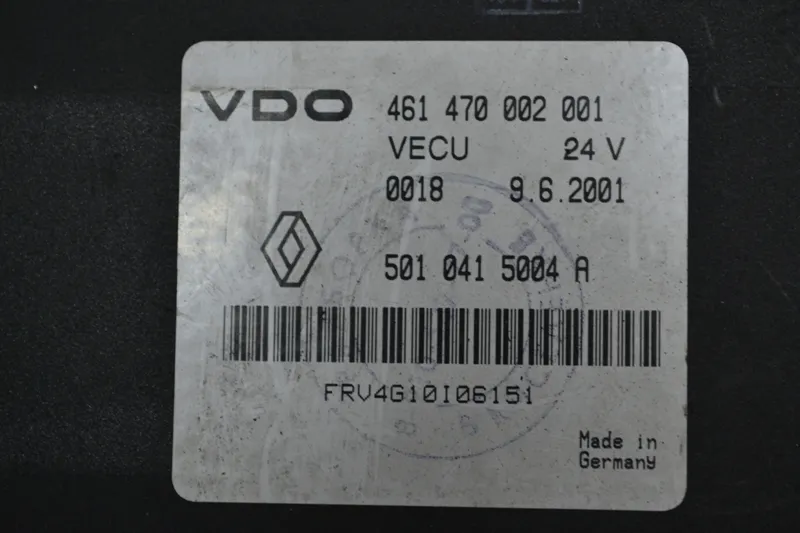 VDO 461 470 002 001
VECU 24 V
0018 9.6.2001
501 041 5004 A
FRV4G10I06151
Made in
Germany